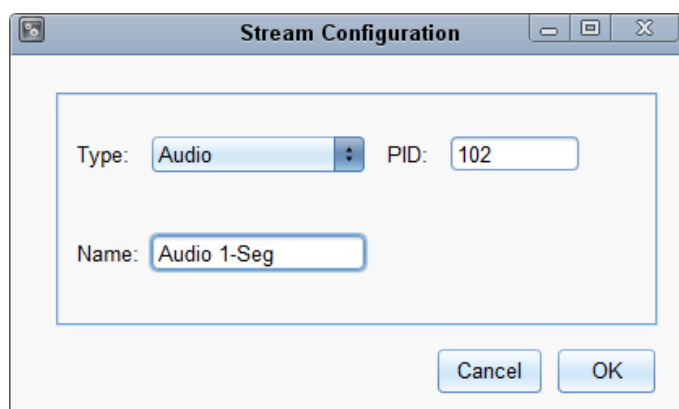 Stream Configuration
Type: Audio PID: 102
Name: Audio 1-Seg
Cancel OK